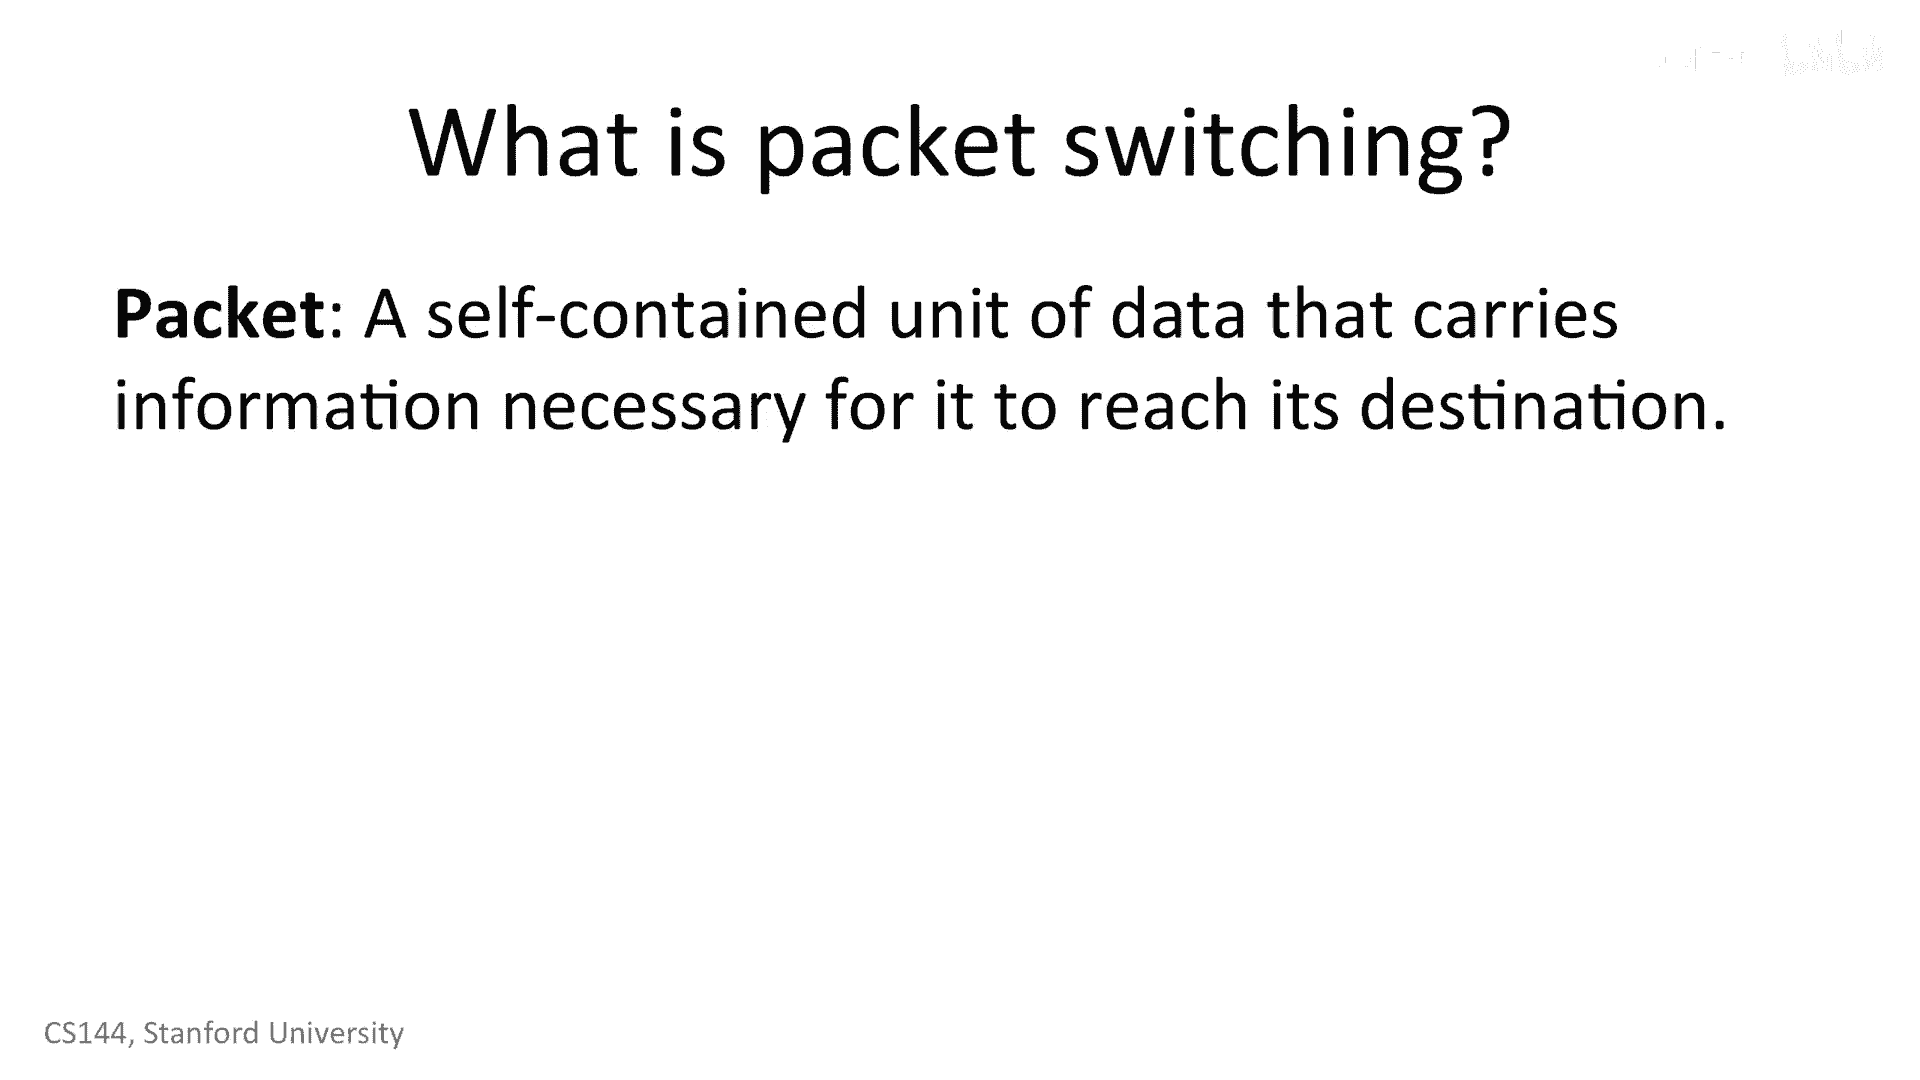 What is packet switching?
Packet: A self-contained unit of data that carries
information necessary for it to reach its destination.
CS144, Stanford University